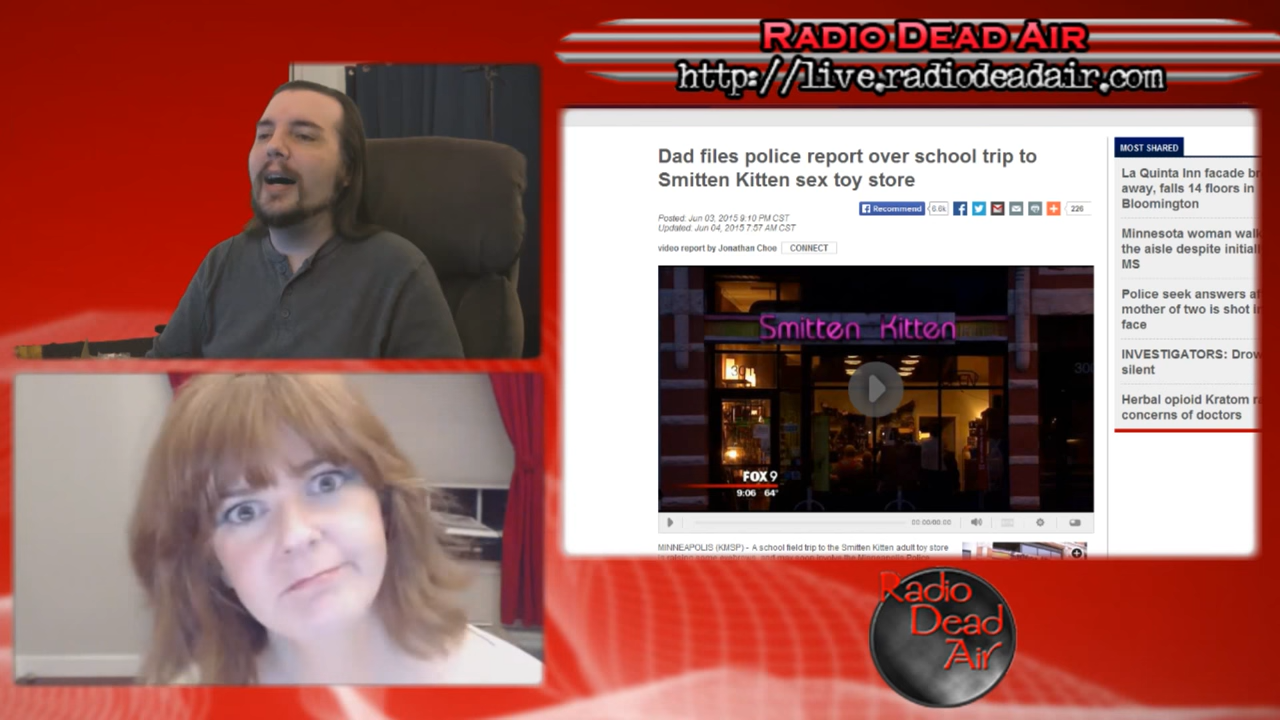 Radio Dead Air
http://live.radiodeadair.com
Dad files police report over school trip to
Smitten Kitten sex toy store
Recommend 6.6k
226
Posted: Jun 03, 2015 9:10 PM CST
Updated: Jun 04, 2015 7:57 AM CST
video report by Jonathan Choe CONNECT
Smitten Kitten
FOX 9
9:06 64°
00:00/00:00
MINNEAPOLIS (KMSP) - A school field trip to the Smitten Kitten adult toy store
MOST SHARED
La Quinta Inn facade br
away, falls 14 floors in
Bloomington
Minnesota woman walk
the aisle despite initial
MS
Police seek answers af
mother of two is shot i
face
INVESTIGATORS: Drow
silent
Herbal opioid Kratom ra
concerns of doctors
Radio
Dead
Air